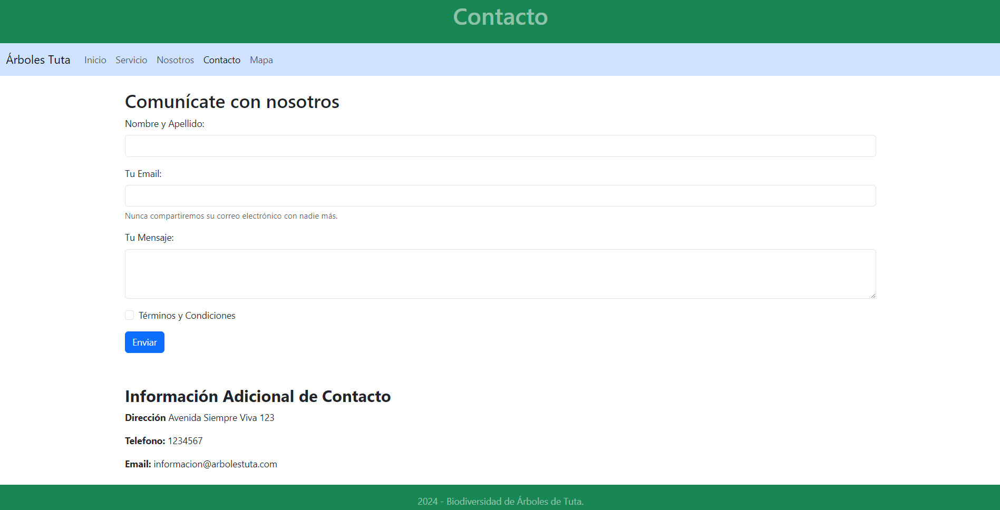 Contacto
Árboles Tuta Inicio Servicio Nosotros Contacto Mapa
Comunícate con nosotros
Nombre y Apellido:
Tu Email:
Nunca compartiremos su correo electrónico con nadie más.
Tu Mensaje:
Términos y Condiciones
Enviar
Información Adicional de Contacto
Dirección Avenida Siempre Viva 123
Telefono: 1234567
Email: informacion@arbolestuta.com
2024 - Biodiversidad de Árboles de Tuta.